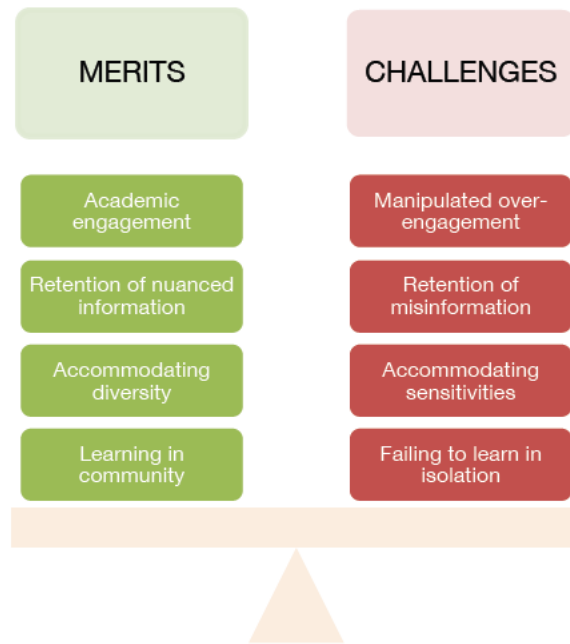 MERITS
CHALLENGES
Academic
engagement
Manipulated over-
engagement
Retention of nuanced
information
Retention of
misinformation
Accommodating
diversity
Accommodating
sensitivities
Learning in
community
Failing to learn in
isolation